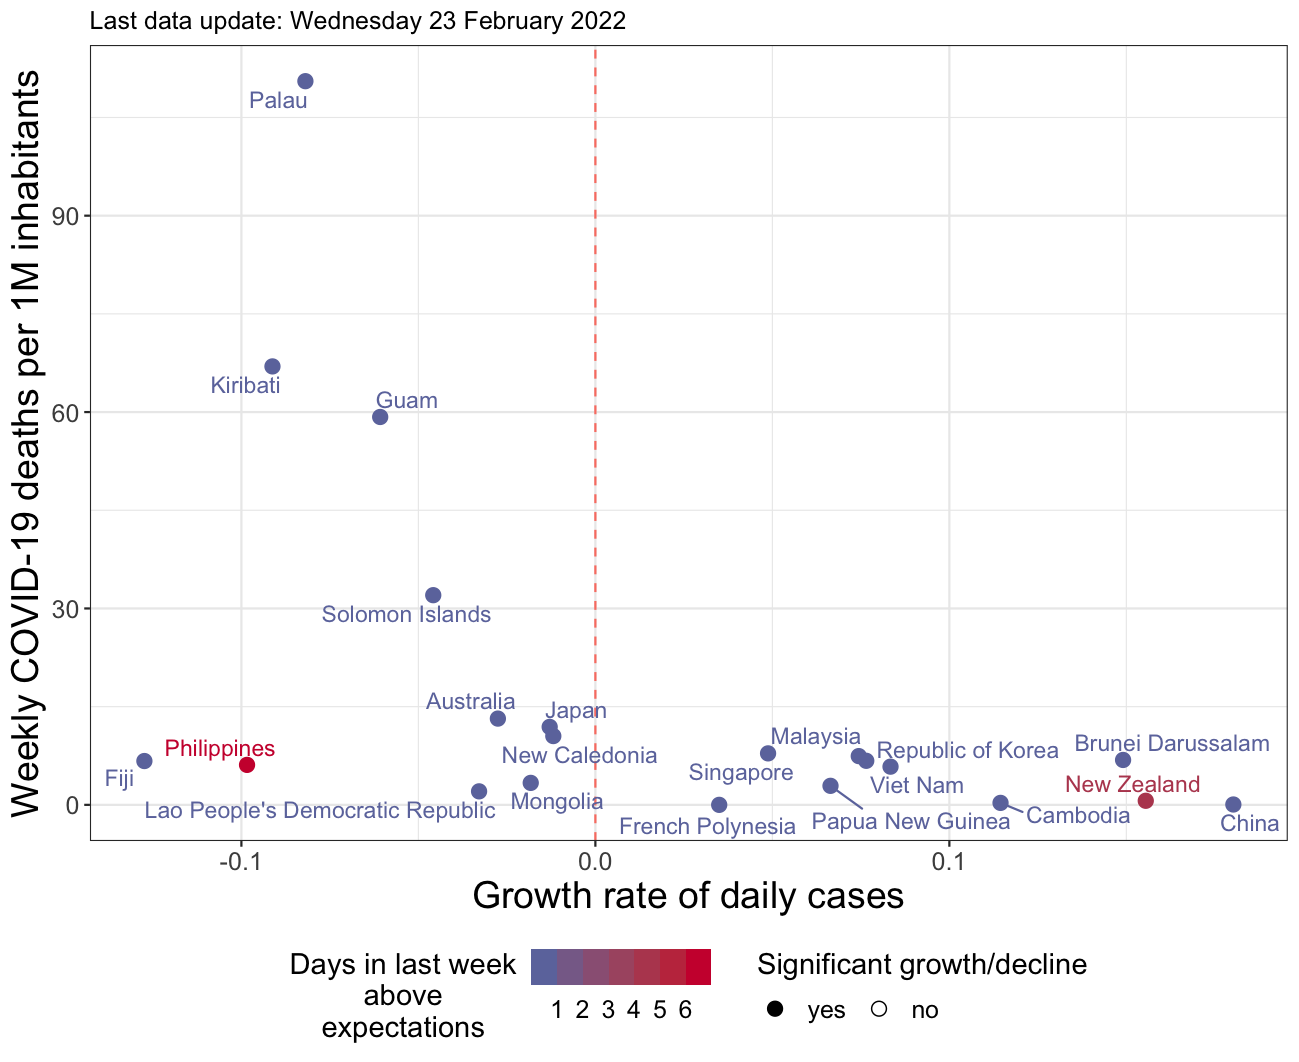 Last data update: Wednesday 23 February 2022
Weekly COVID-19 deaths per 1M inhabitants
90
60
30
0
Palau
Kiribati
Guam
Solomon Islands
Australia
Japan
New Caledonia
Philippines
Fiji
Lao People's Democratic Republic
Mongolia
Malaysia
Singapore
Republic of Korea
Viet Nam
Brunei Darussalam
New Zealand
French Polynesia
Papua New Guinea
Cambodia
China
-0.1
0.0
0.1
Growth rate of daily cases
Days in last week
above
expectations
1 2 3 4 5 6
Significant growth/decline
yes
no